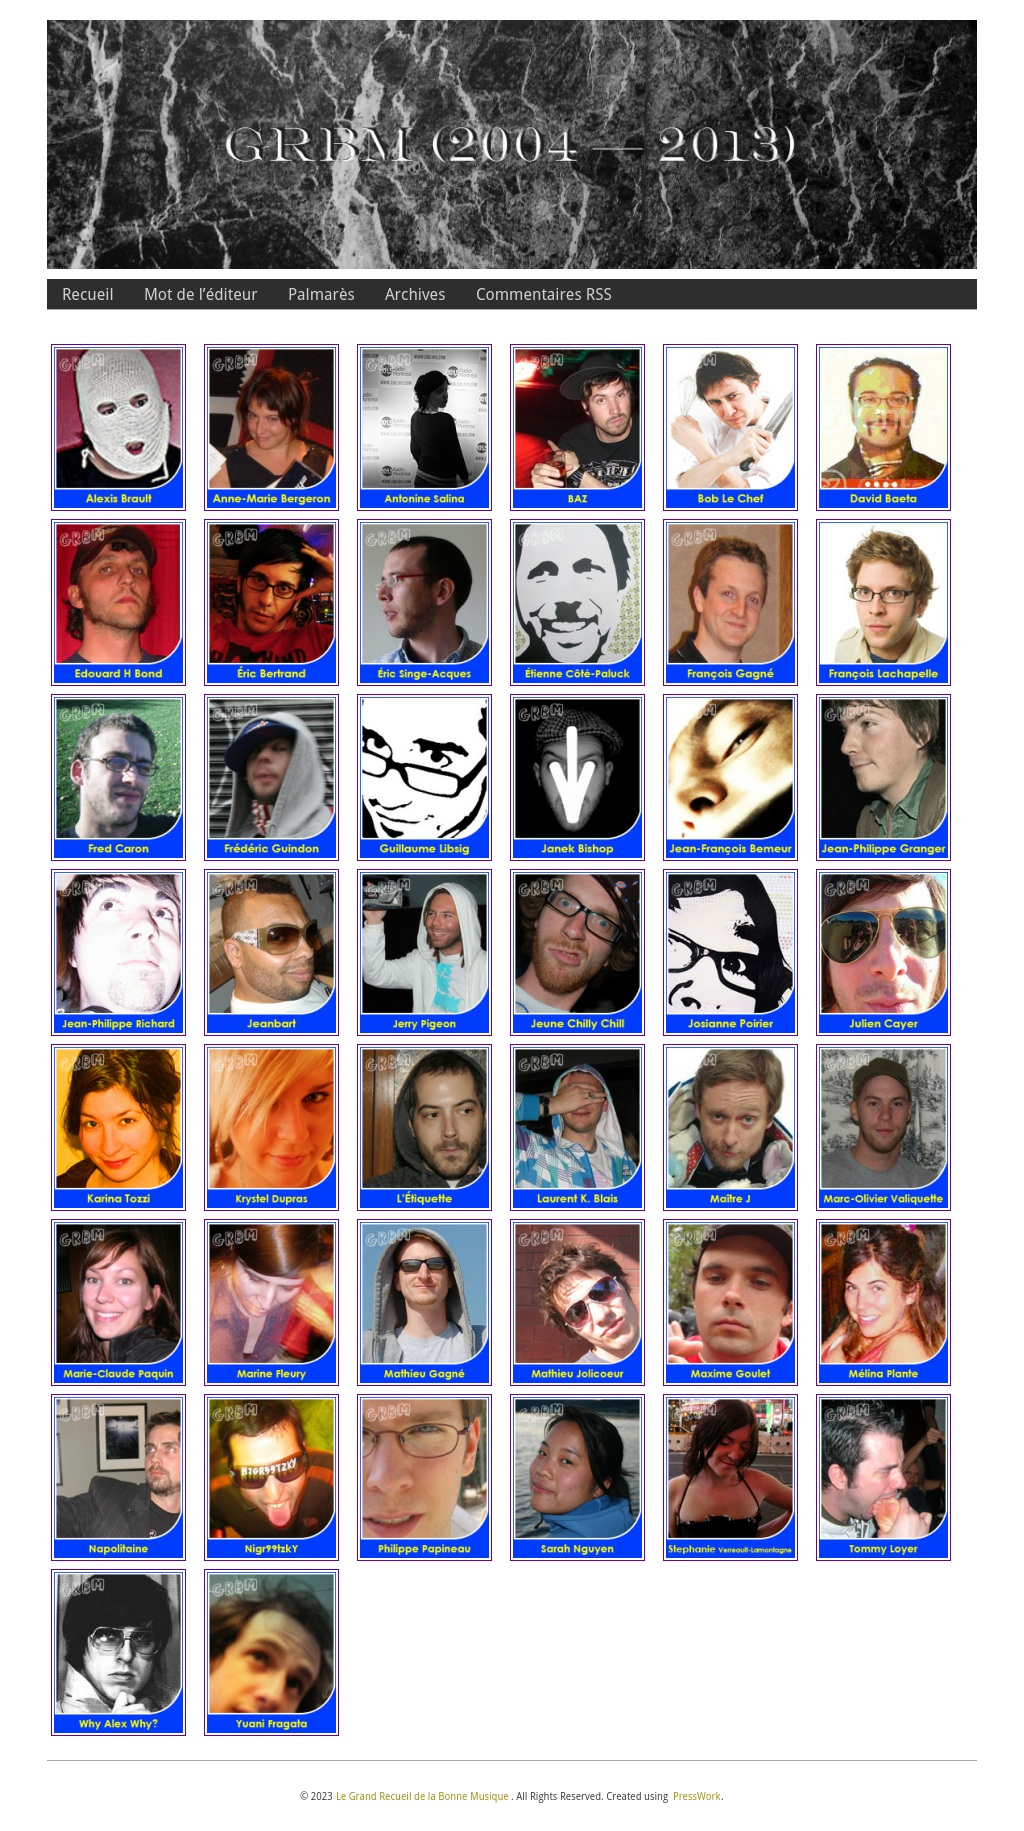 GRBM (2004 — 2013)
Recueil Mot de l’éditeur Palmarès Archives Commentaires RSS
Alexis Brault Anne-Marie Bergeron Antonine Salina BAZ Bob Le Chef David Baeta
Edouard H Bond Éric Bertrand Éric Singe-Acques Étienne Côté-Paluck François Gagné François Lachapelle
Fred Caron Frédéric Guindon Guillaume Libsig Janek Bishop Jean-François Bemeur Jean-Philippe Granger
Jean-Philippe Richard Jeanbart Jerry Pigeon Jeune Chilly Chill Josianne Poirier Julien Cayer
Karina Tozzi Krystel Dupras L'Étiquette Laurent K. Blais Maître J Marc-Olivier Valiquette
Marie-Claude Paquin Marine Fleury Mathieu Gagné Mathieu Jolicoeur Maxime Goulet Mélina Plante
NIGR99TZKY
Napolitaine Nigr99tzkY Philippe Papineau Sarah Nguyen Stephanie Verreault-Lamontagne Tommy Loyer
GRBM GRBM
Why Alex Why? Yuani Fragata
© 2023 Le Grand Recueil de la Bonne Musique . All Rights Reserved. Created using PressWork.